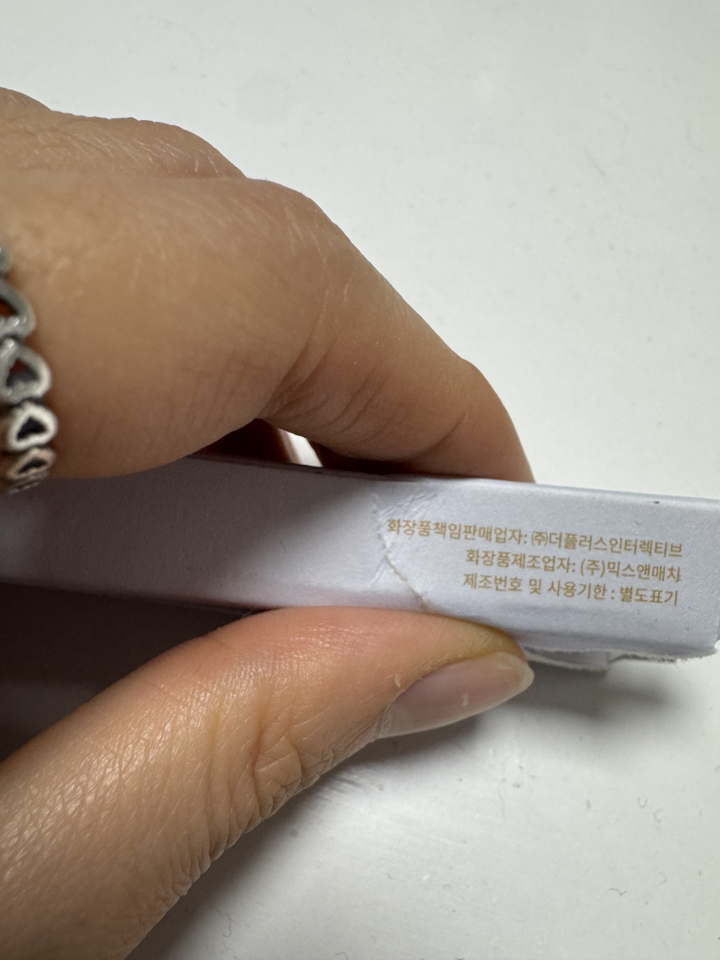 화장품책임판매업자: ㈜더플러스인터렉티브
화장품제조업자: (주)믹스앤매치
제조번호 및 사용기한 : 별도표기